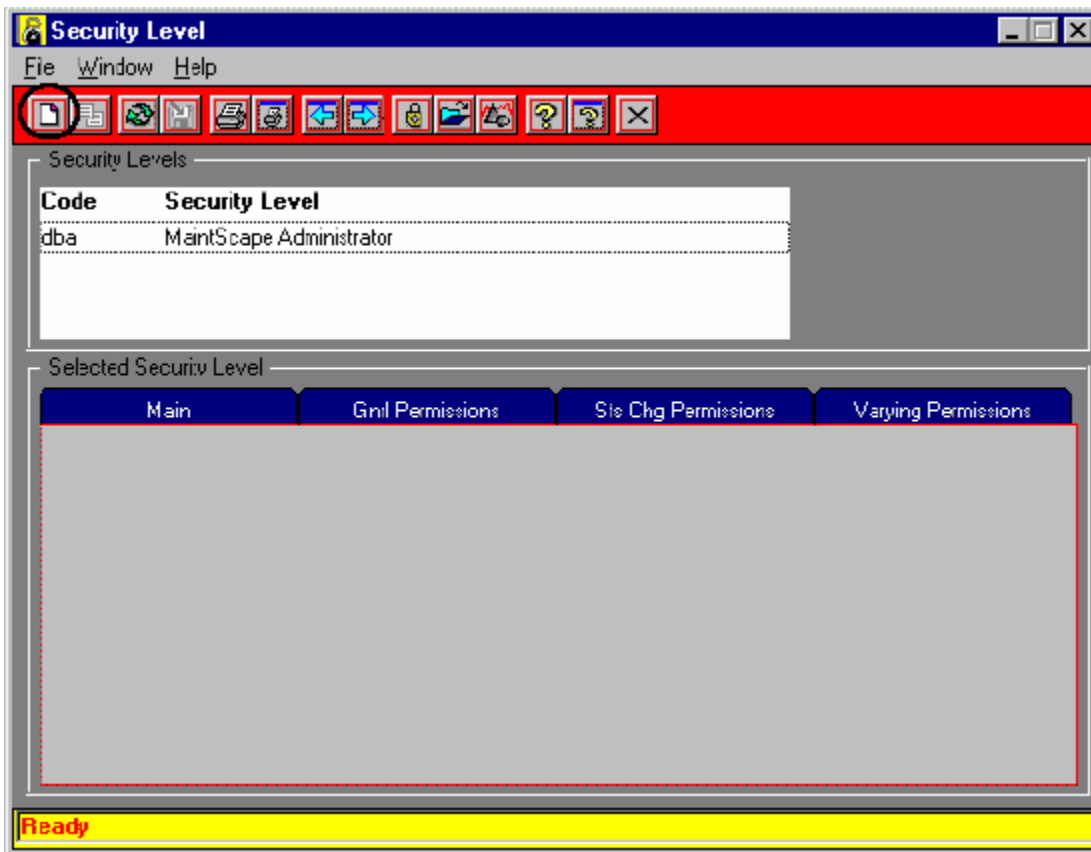 Security Level
File Window Help
Security Levels
Code Security Level
dba MaintScape Administrator
Selected Security Level
Main Gnrl Permissions Sts Chg Permissions Varying Permissions
Ready